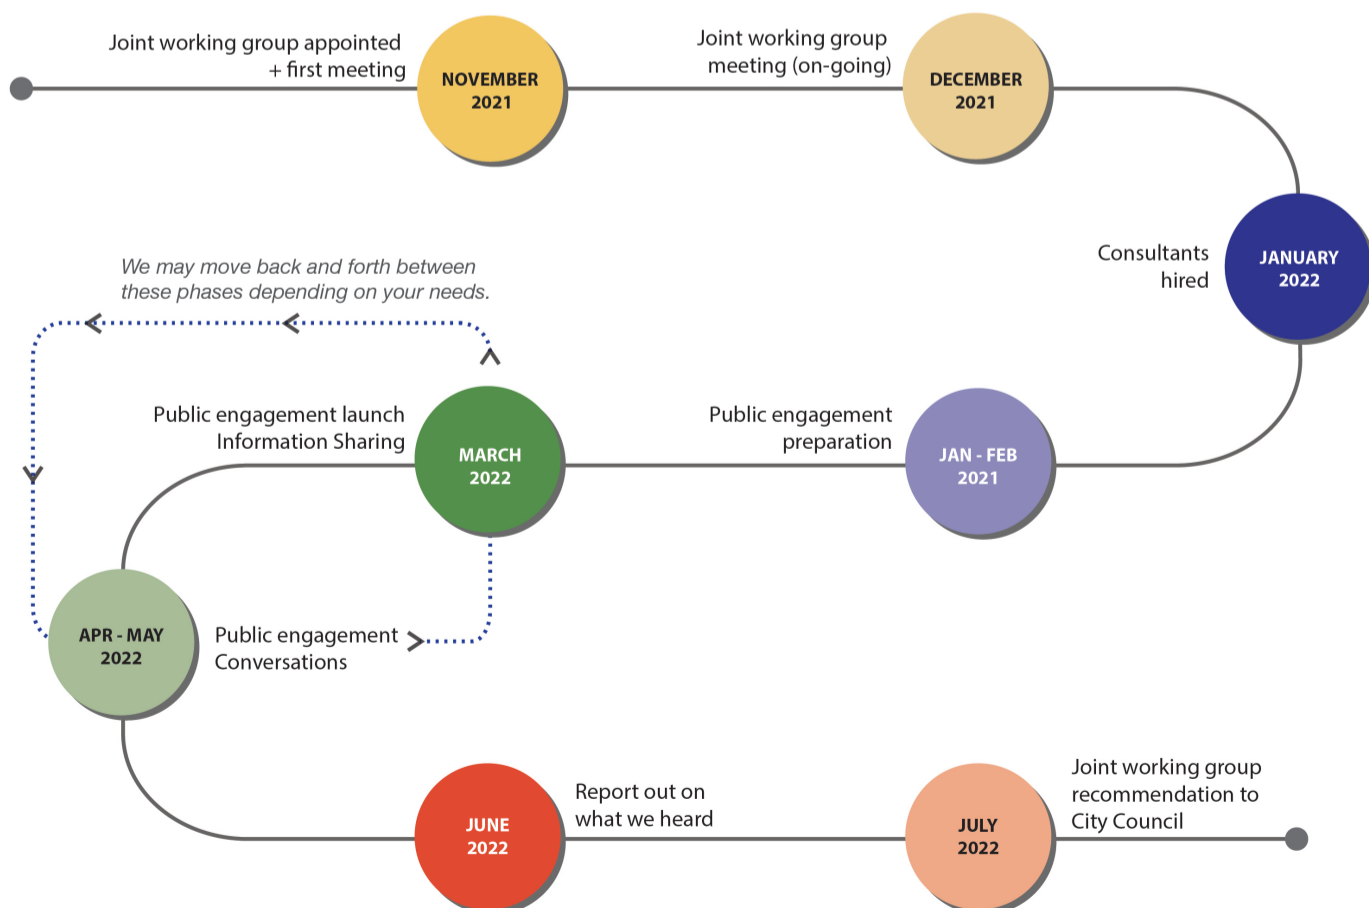 Joint working group appointed
+ first meeting
NOVEMBER
2021
Joint working group
meeting (on-going)
DECEMBER
2021
Consultants
hired
JANUARY
2022
Public engagement
preparation
JAN - FEB
2021
Public engagement launch
Information Sharing
MARCH
2022
We may move back and forth between
these phases depending on your needs.
APR - MAY
2022
Public engagement
Conversations
JUNE
2022
Report out on
what we heard
JULY
2022
Joint working group
recommendation to
City Council